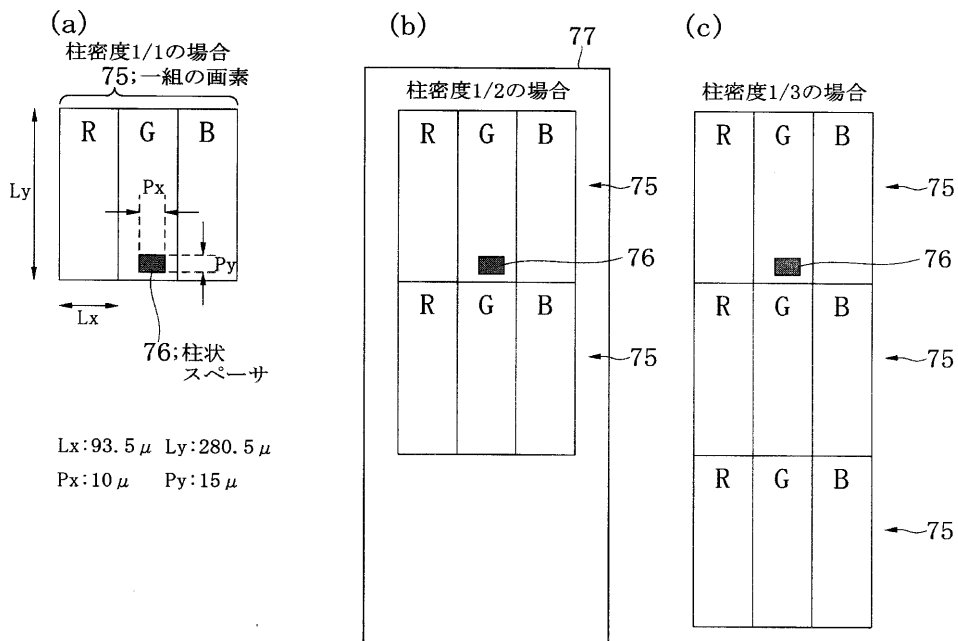 (a)
柱密度1/1の場合
75;一組の画素
R G B
Ly
Px
Py
Lx
76;柱状
スペーサ
Lx:93.5μ Ly:280.5μ
Px:10μ Py:15μ
(b)
77
柱密度1/2の場合
R G B
75
76
R G B
75
(c)
柱密度1/3の場合
R G B
75
76
R G B
75
R G B
75